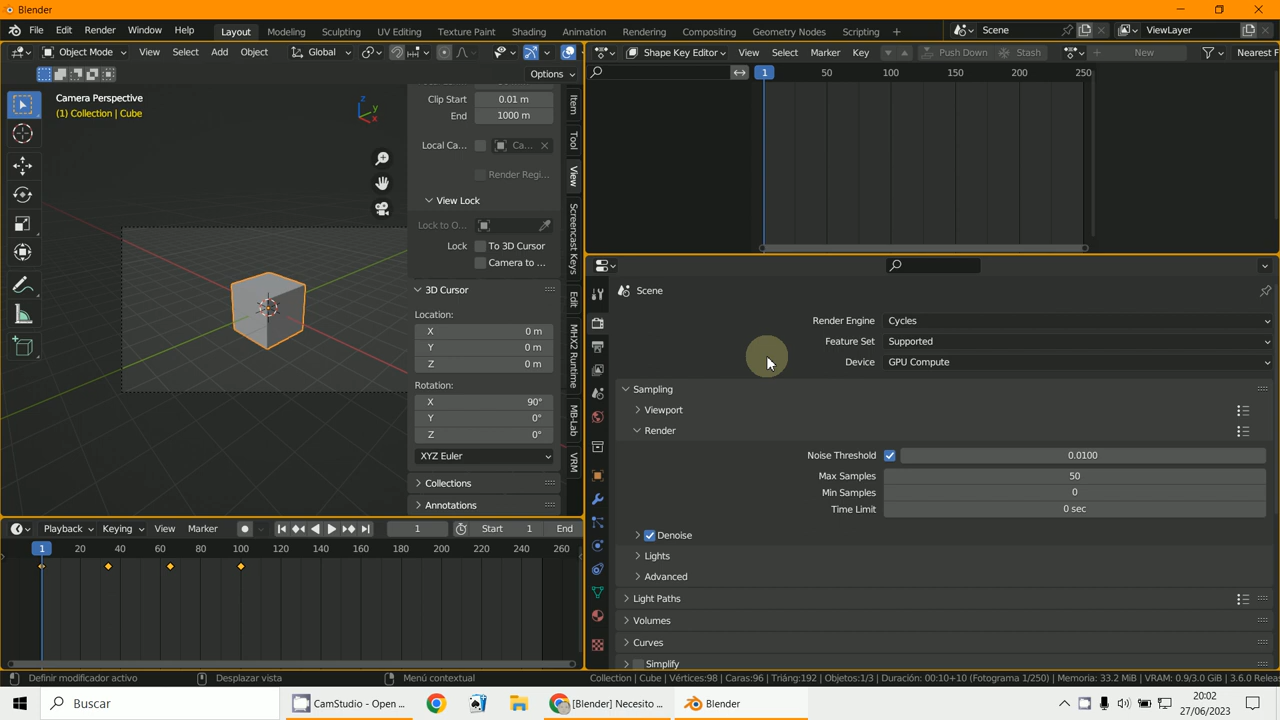 Blender
File Edit Render Window Help Layout Modeling Sculpting UV Editing Texture Paint Shading Animation Rendering Compositing Geometry Nodes Scripting + Scene ViewLayer
Object Mode View Select Add Object Global Shape Key Editor View Select Marker Key Push Down Stash + New Nearest F
Options 1 50 100 150 200 250
Camera Perspective
(1) Collection | Cube
Z
Y
X
Clip Start 0.01 m
End 1000 m
Local Ca... Ca...
Render Regi...
View Lock
Lock to O...
Lock To 3D Cursor
Camera to ...
3D Cursor
Location:
X 0 m
Y 0 m
Z 0 m
Rotation:
X 90°
Y 0°
Z 0°
XYZ Euler
Collections
Annotations
Item
Tool
View
Screencast Keys
Edit
MHX2 Runtime
MB-Lab
VRM
Scene
Render Engine Cycles
Feature Set Supported
Device GPU Compute
Sampling
Viewport
Render
Noise Threshold 0.0100
Max Samples 50
Min Samples 0
Time Limit 0 sec
Denoise
Lights
Advanced
Light Paths
Volumes
Curves
Simplify
Playback Keying View Marker 1 Start 1 End
1 20 40 60 80 100 120 140 160 180 200 220 240 260
Definir modificador activo Desplazar vista Menú contextual Collection | Cube | Vértices:98 | Caras:96 | Triáng:192 | Objetos:1/3 | Duración: 00:10+10 (Fotograma 1/250) | Memoria: 33.2 MiB | VRAM: 0.9/3.0 GiB | 3.6.0 Releas
Buscar CamStudio - Open ... [Blender] Necesito ... Blender
20:02
27/06/2023